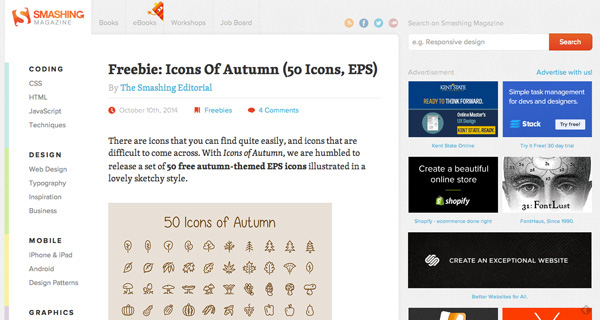 SMASHING
MAGAZINE
Books
eBooks
Workshops
Job Board
Search on Smashing Magazine
e.g. Responsive design
Search
CODING
CSS
HTML
JavaScript
Techniques
DESIGN
Web Design
Typography
Inspiration
Business
MOBILE
iPhone & iPad
Android
Design Patterns
GRAPHICS
Freebie: Icons Of Autumn (50 Icons, EPS)
By The Smashing Editorial
October 10th, 2014
Freebies
4 Comments
There are icons that you can find quite easily, and icons that are
difficult to come across. With Icons of Autumn, we are humbled to
release a set of 50 free autumn-themed EPS icons illustrated in a
lovely sketchy style.
50 Icons of Autumn
Advertisement
Advertise with us!
KENT STATE
READY TO THINK FORWARD.
Online Master's
UX Design
KENT STATE, READY
Kent State Online
Simple task management
for devs and designers.
Stack
Try free!
Try it Free! 30 day trial
Create a beautiful
online store
shopify
Shopify - ecommerce done right
31: FontLust
FontHaus, Since 1990.
CREATE AN EXCEPTIONAL WEBSITE
Better Websites for All.